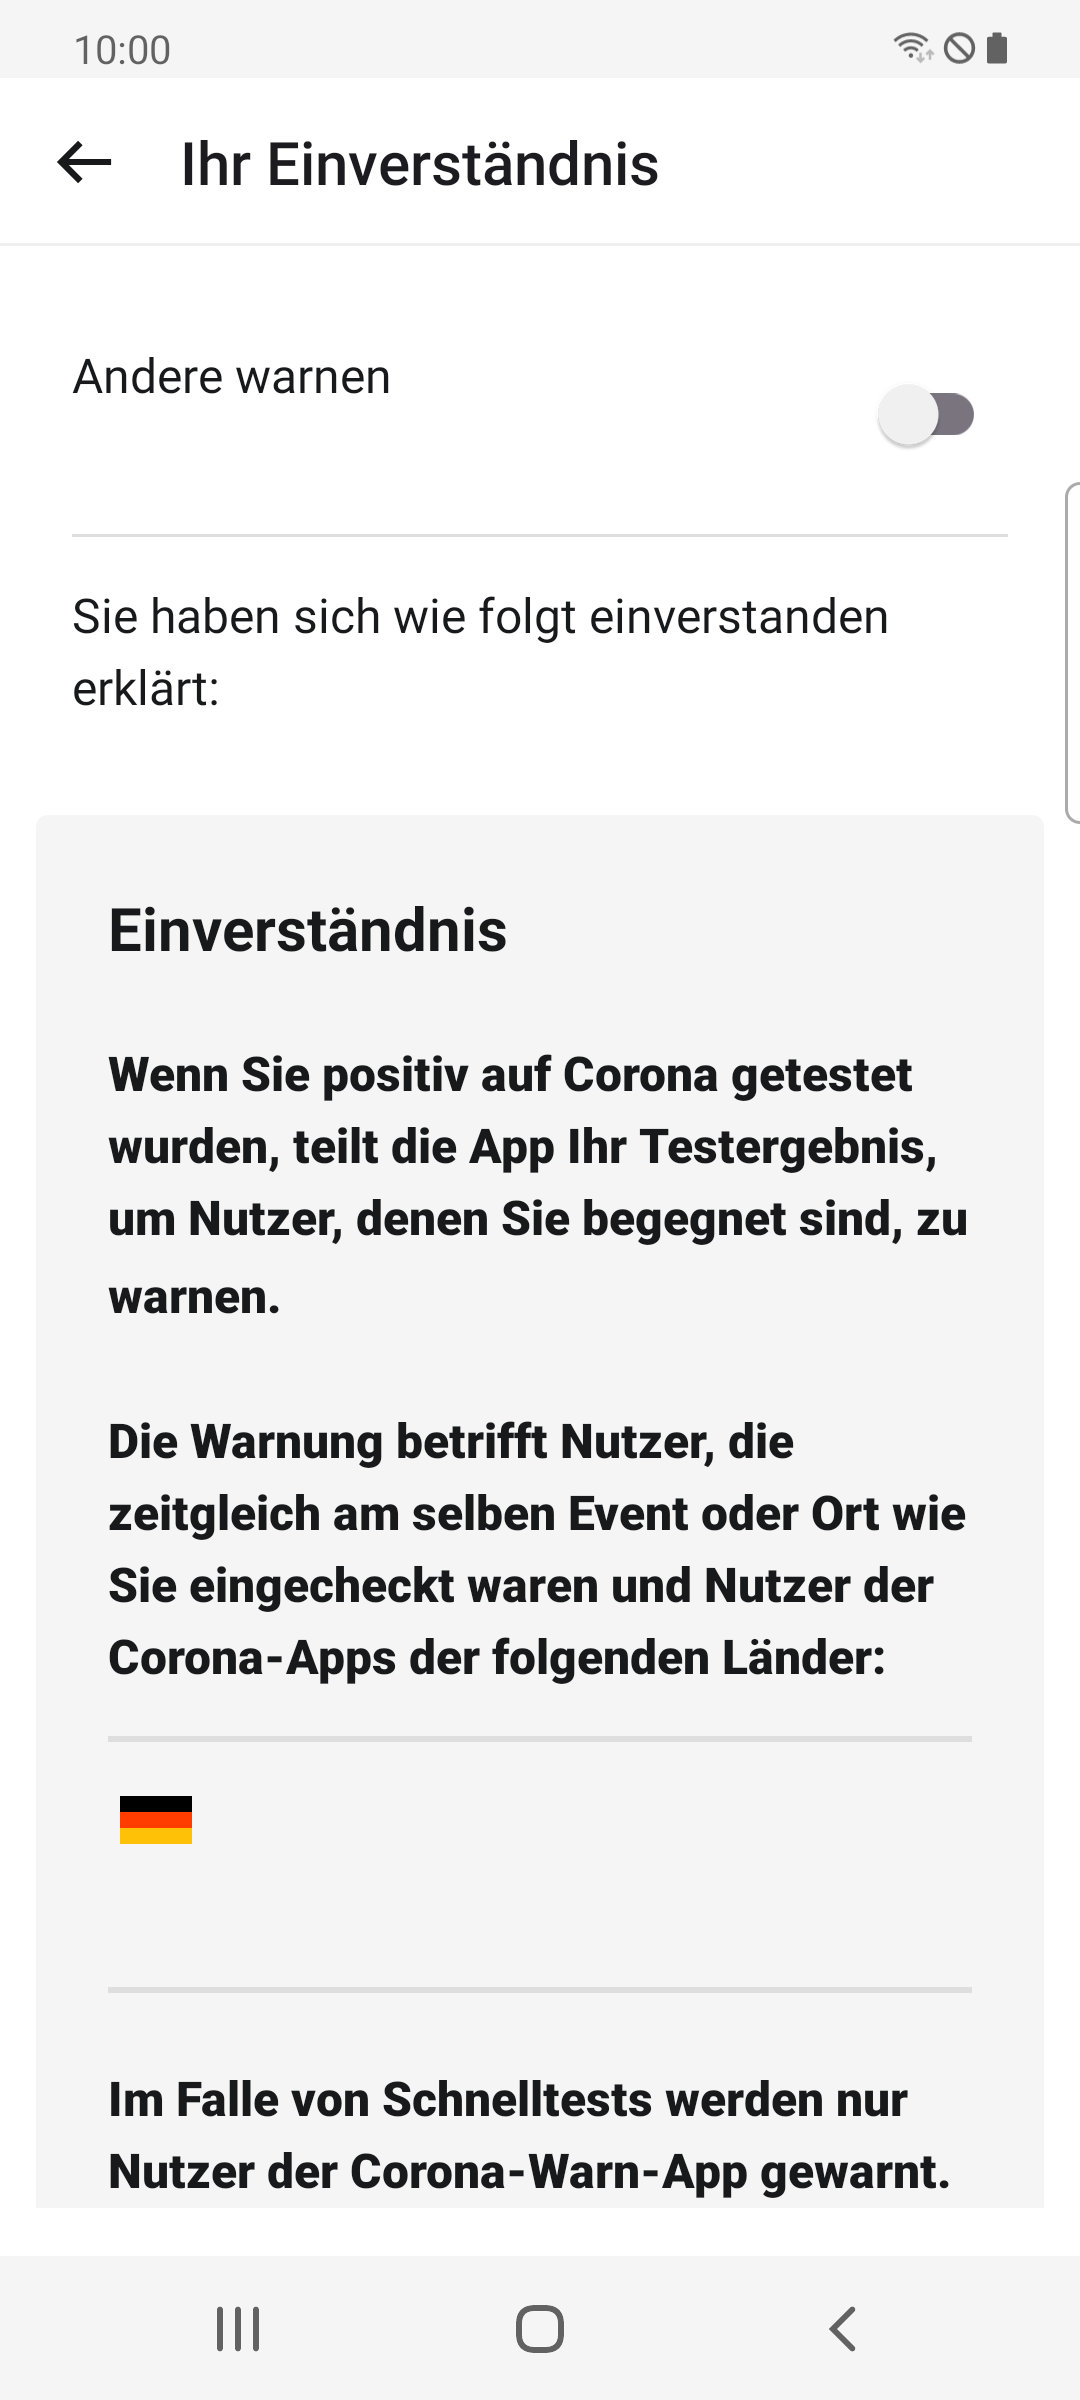 10:00
Ihr Einverständnis
Andere warnen
Sie haben sich wie folgt einverstanden
erklärt:
Einverständnis
Wenn Sie positiv auf Corona getestet
wurden, teilt die App Ihr Testergebnis,
um Nutzer, denen Sie begegnet sind, zu
warnen.
Die Warnung betrifft Nutzer, die
zeitgleich am selben Event oder Ort wie
Sie eingecheckt waren und Nutzer der
Corona-Apps der folgenden Länder:
Im Falle von Schnelltests werden nur
Nutzer der Corona-Warn-App gewarnt.